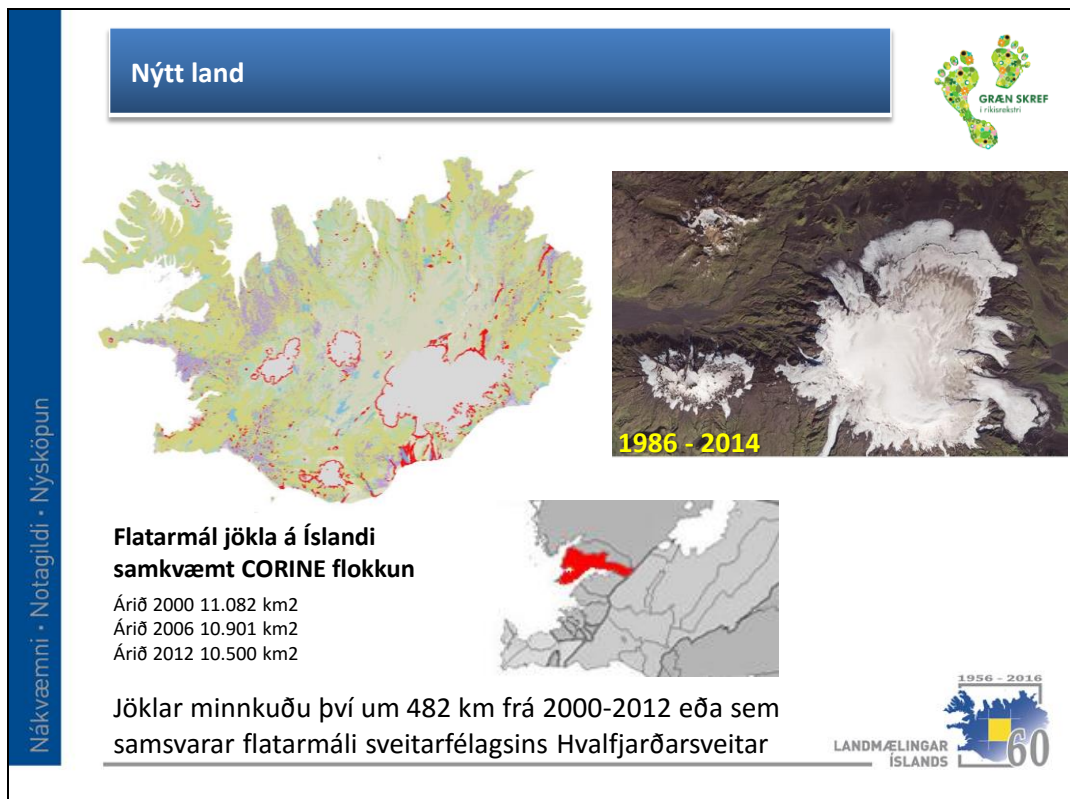 Nýtt land
GRÆN SKREF
í ríkisrekstri
1986 - 2014
Flatarmál jökla á Íslandi
samkvæmt CORINE flokkun
Árið 2000 11.082 km2
Árið 2006 10.901 km2
Árið 2012 10.500 km2
Jöklar minnkuðu því um 482 km frá 2000-2012 eða sem
samsvarar flatarmáli sveitarfélagsins Hvalfjarðarsveitar
Nákvæmni • Notagildi • Nýsköpun
1956 - 2016
LANDMÆLINGAR
ÍSLANDS
60